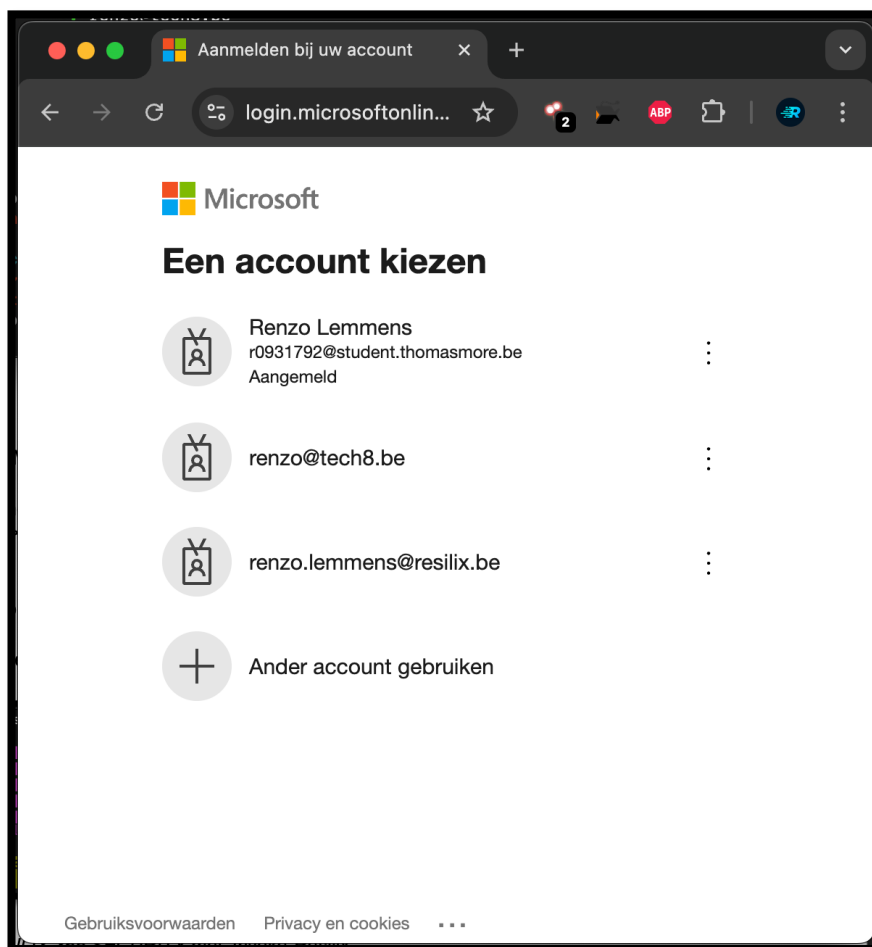 Aanmelden bij uw account
login.microsoftonlin...
2
ABP
Microsoft
Een account kiezen
Renzo Lemmens
r0931792@student.thomasmore.be
Aangemeld
renzo@tech8.be
renzo.lemmens@resilix.be
Ander account gebruiken
Gebruiksvoorwaarden Privacy en cookies ...